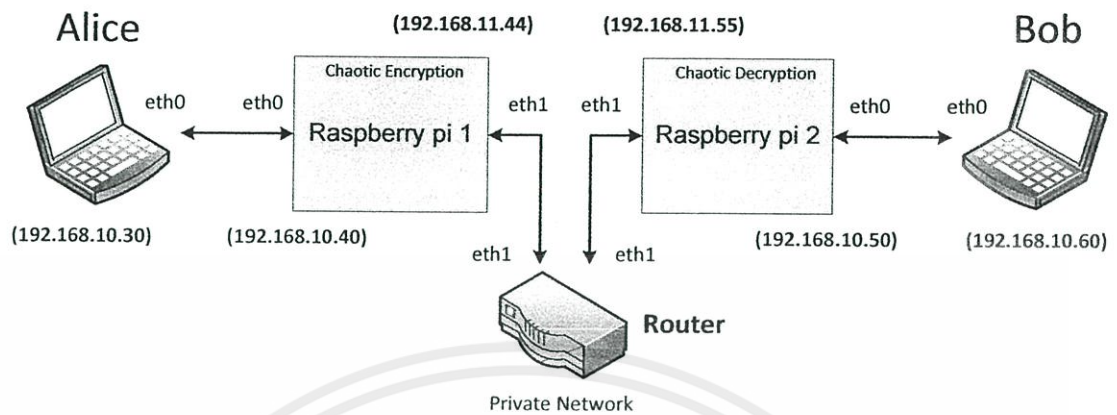 Alice
(192.168.11.44)
(192.168.11.55)
Bob
Chaotic Encryption
Chaotic Decryption
eth0
eth0
Raspberry pi 1
eth1
eth1
Raspberry pi 2
eth0
eth0
(192.168.10.30)
(192.168.10.40)
(192.168.10.50)
(192.168.10.60)
eth1
eth1
Router
Private Network